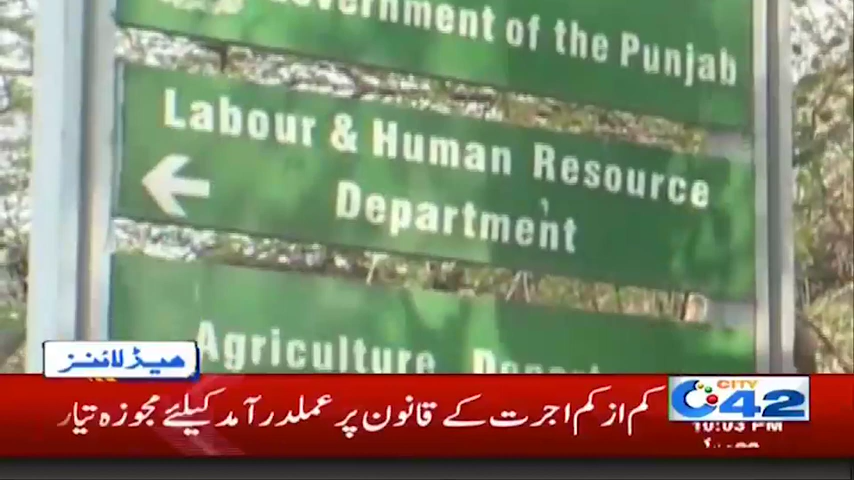 Government of the Punjab
Labour & Human Resource
Department
Agriculture
ہیڈلائنز
کم از کم اجرت کے قانون پر عملدرآمد کیلئے مجوزہ تیار
CITY
42
10:03 PM